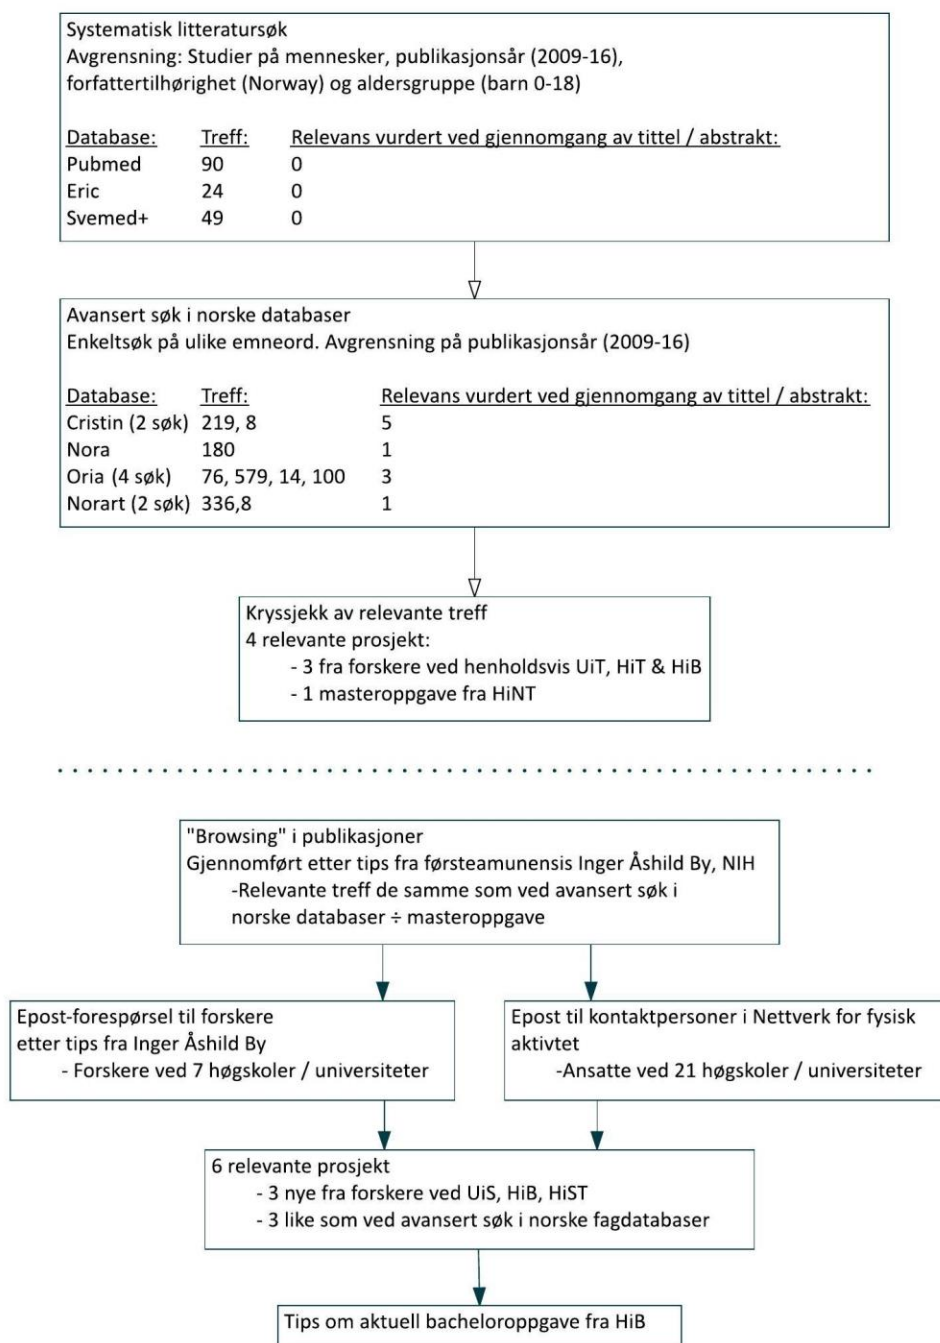 Systematisk litteratursøk
Avgrensning: Studier på mennesker, publikasjonsår (2009-16),
forfattertilhørighet (Norway) og aldersgruppe (barn 0-18)
Database: Treff: Relevans vurdert ved gjennomgang av tittel / abstrakt:
Pubmed 90 0
Eric 24 0
Svemed+ 49 0
Avansert søk i norske databaser
Enkeltsøk på ulike emneord. Avgrensning på publikasjonsår (2009-16)
Database: Treff: Relevans vurdert ved gjennomgang av tittel / abstrakt:
Cristin (2 søk) 219, 8 5
Nora 180 1
Oria (4 søk) 76, 579, 14, 100 3
Norart (2 søk) 336,8 1
Kryssjekk av relevante treff
4 relevante prosjekt:
- 3 fra forskere ved henholdsvis UiT, HiT & HiB
- 1 masteroppgave fra HiNT
"Browsing" i publikasjoner
Gjennomført etter tips fra førsteamunensis Inger Åshild By, NIH
-Relevante treff de samme som ved avansert søk i
norske databaser ÷ masteroppgave
Epost-forespørsel til forskere
etter tips fra Inger Åshild By
- Forskere ved 7 høgskoler / universiteter
Epost til kontaktpersoner i Nettverk for fysisk
aktivtet
-Ansatte ved 21 høgskoler / universiteter
6 relevante prosjekt
- 3 nye fra forskere ved UiS, HiB, HiST
- 3 like som ved avansert søk i norske fagdatabaser
Tips om aktuell bacheloroppgave fra HiB